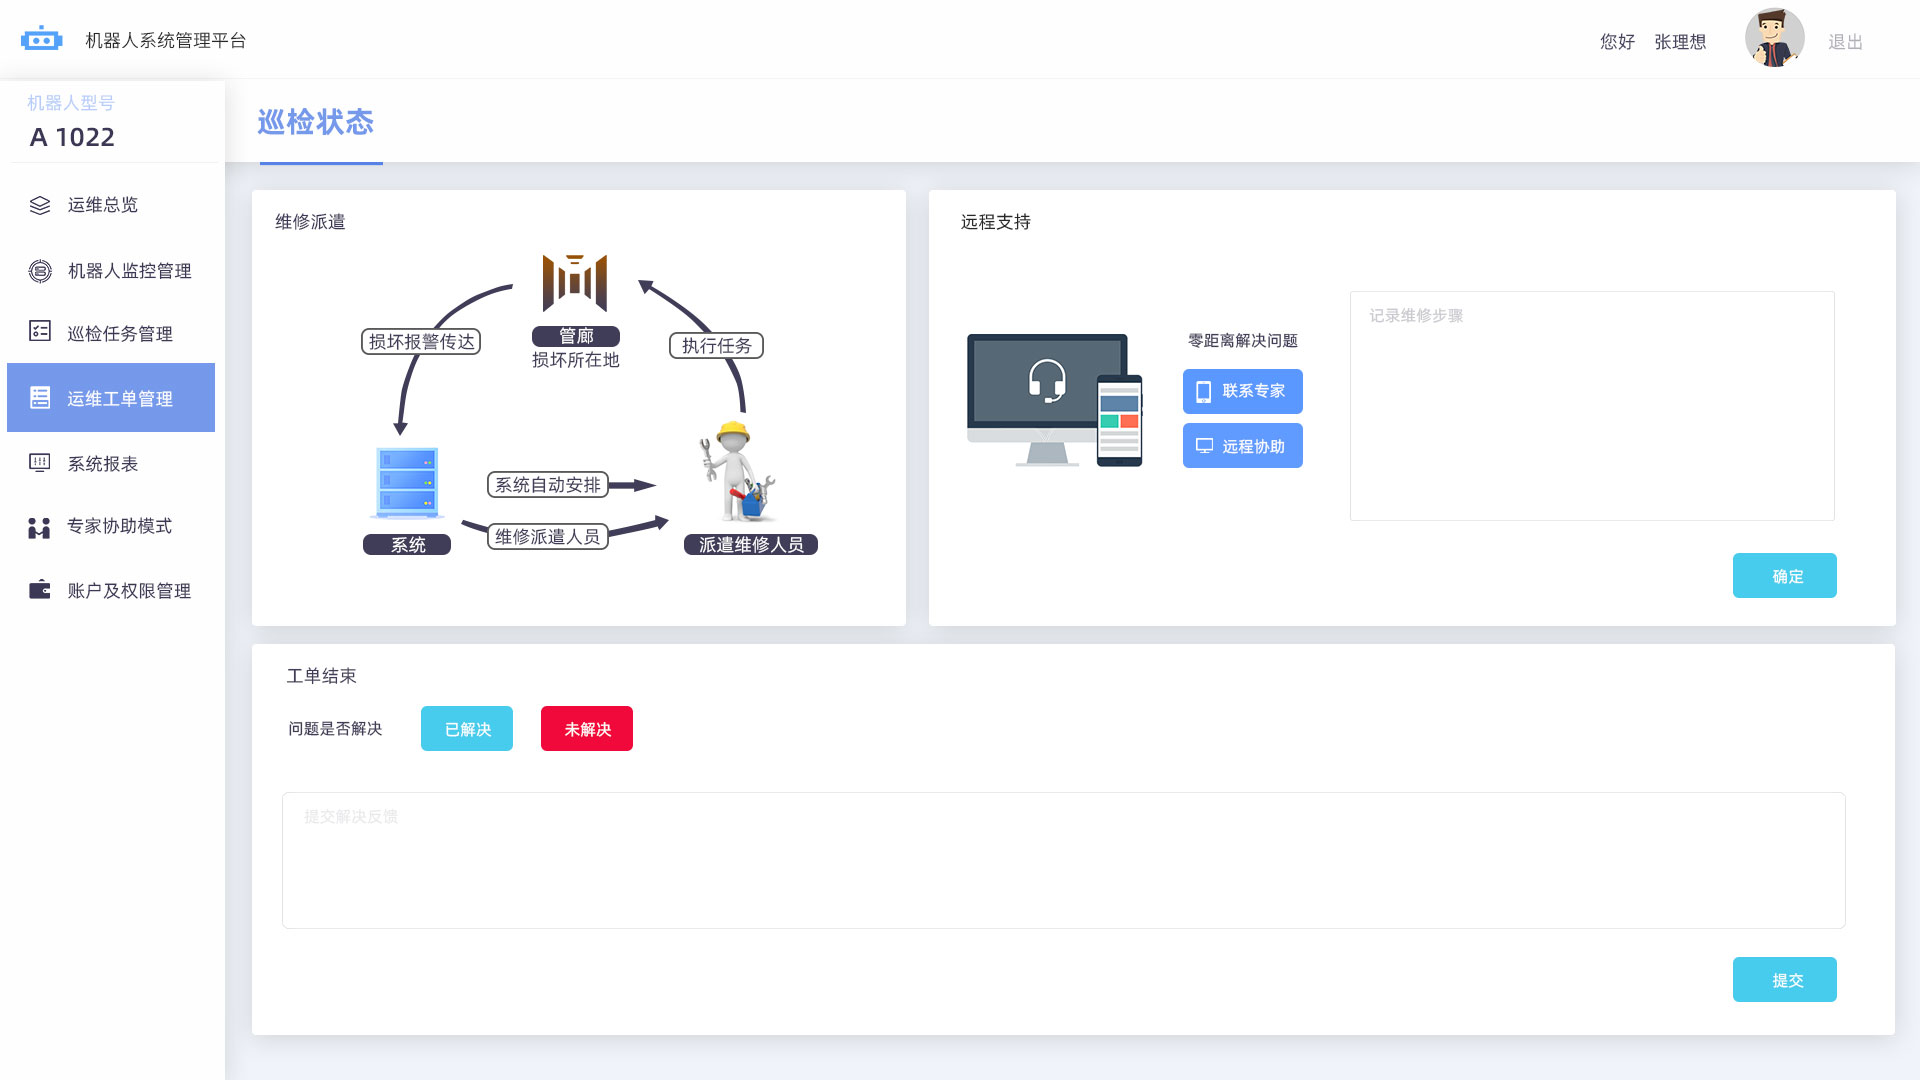 机器人系统管理平台
您好 张理想
退出
机器人型号
A 1022
运维总览
机器人监控管理
巡检任务管理
运维工单管理
系统报表
专家协助模式
账户及权限管理
巡检状态
维修派遣
损坏报警传达
管廊
损坏所在地
执行任务
系统自动安排
维修派遣人员
系统
派遣维修人员
远程支持
零距离解决问题
联系专家
远程协助
记录维修步骤
确定
工单结束
问题是否解决
已解决
未解决
提交解决反馈
提交